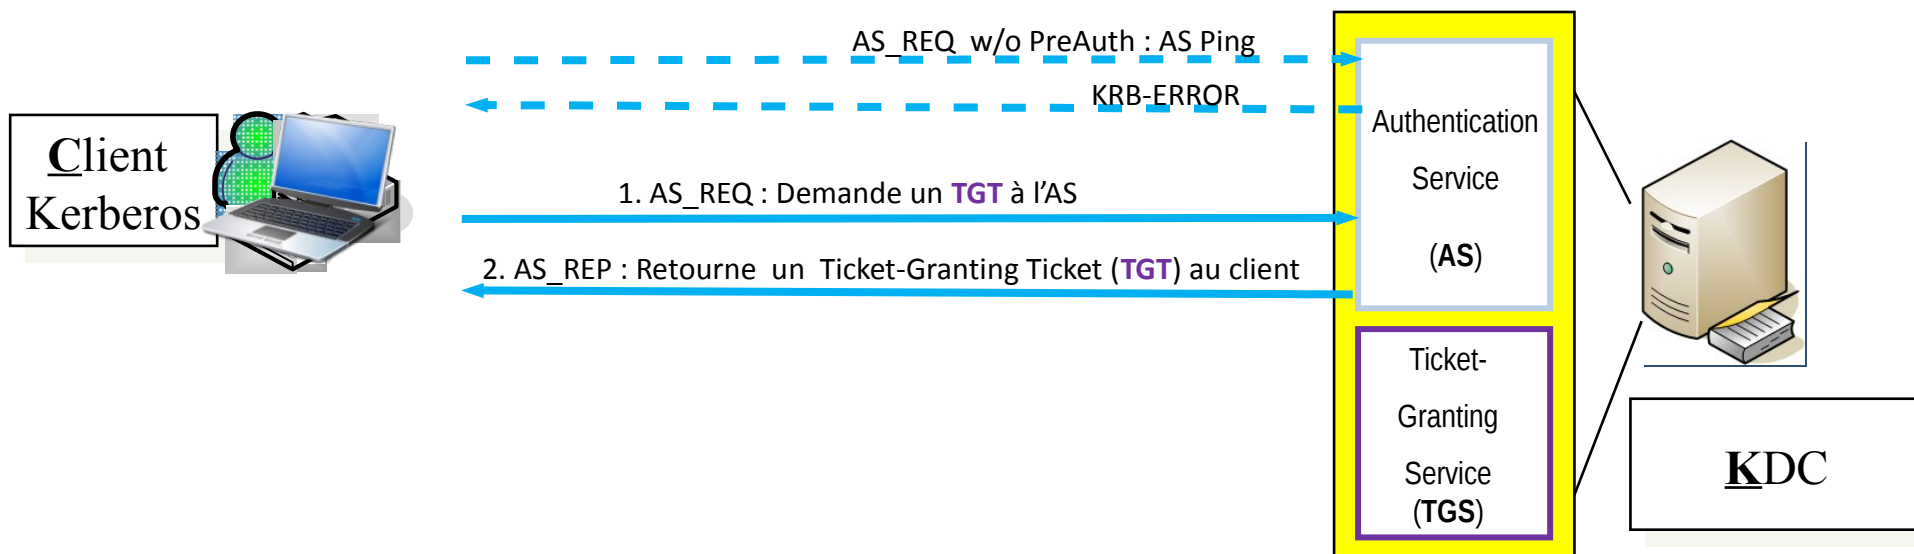 AS_REQ w/o PreAuth : AS Ping
KRB-ERROR
Client
Kerberos
1. AS_REQ : Demande un TGT à l’AS
2. AS_REP : Retourne un Ticket-Granting Ticket (TGT) au client
Authentication
Service
(AS)
Ticket-
Granting
Service
(TGS)
KDC